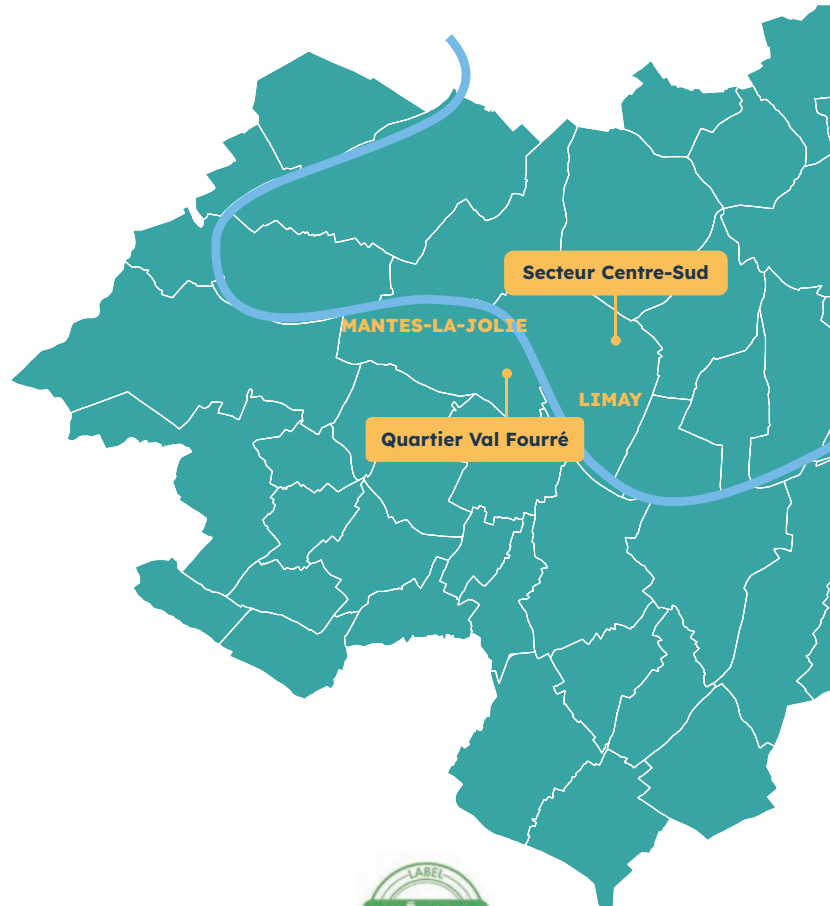 Secteur Centre-Sud
MANTES-LA-JOLIE
LIMAY
Quartier Val Fourré
LABEL